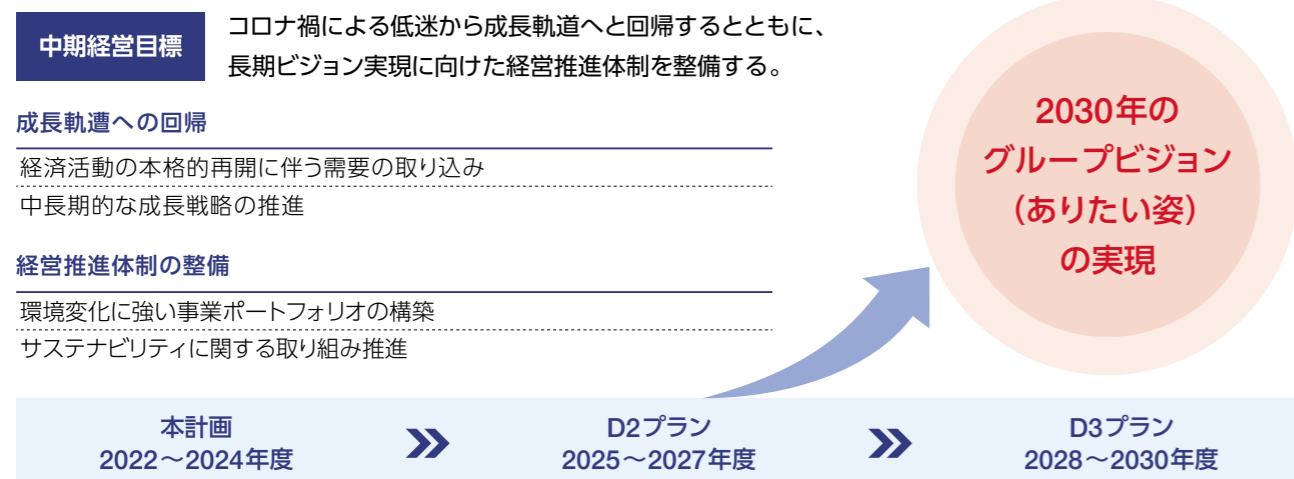 中期経営目標
コロナ禍による低迷から成長軌道へと回帰するとともに、
長期ビジョン実現に向けた経営推進体制を整備する。
成長軌遭への回帰
経済活動の本格的再開に伴う需要の取り込み
中長期的な成長戦略の推進
経営推進体制の整備
環境変化に強い事業ポートフォリオの構築
サステナビリティに関する取り組み推進
2030年の
グループビジョン
(ありたい姿)
の実現
本計画
2022～2024年度
D2プラン
2025～2027年度
D3プラン
2028～2030年度